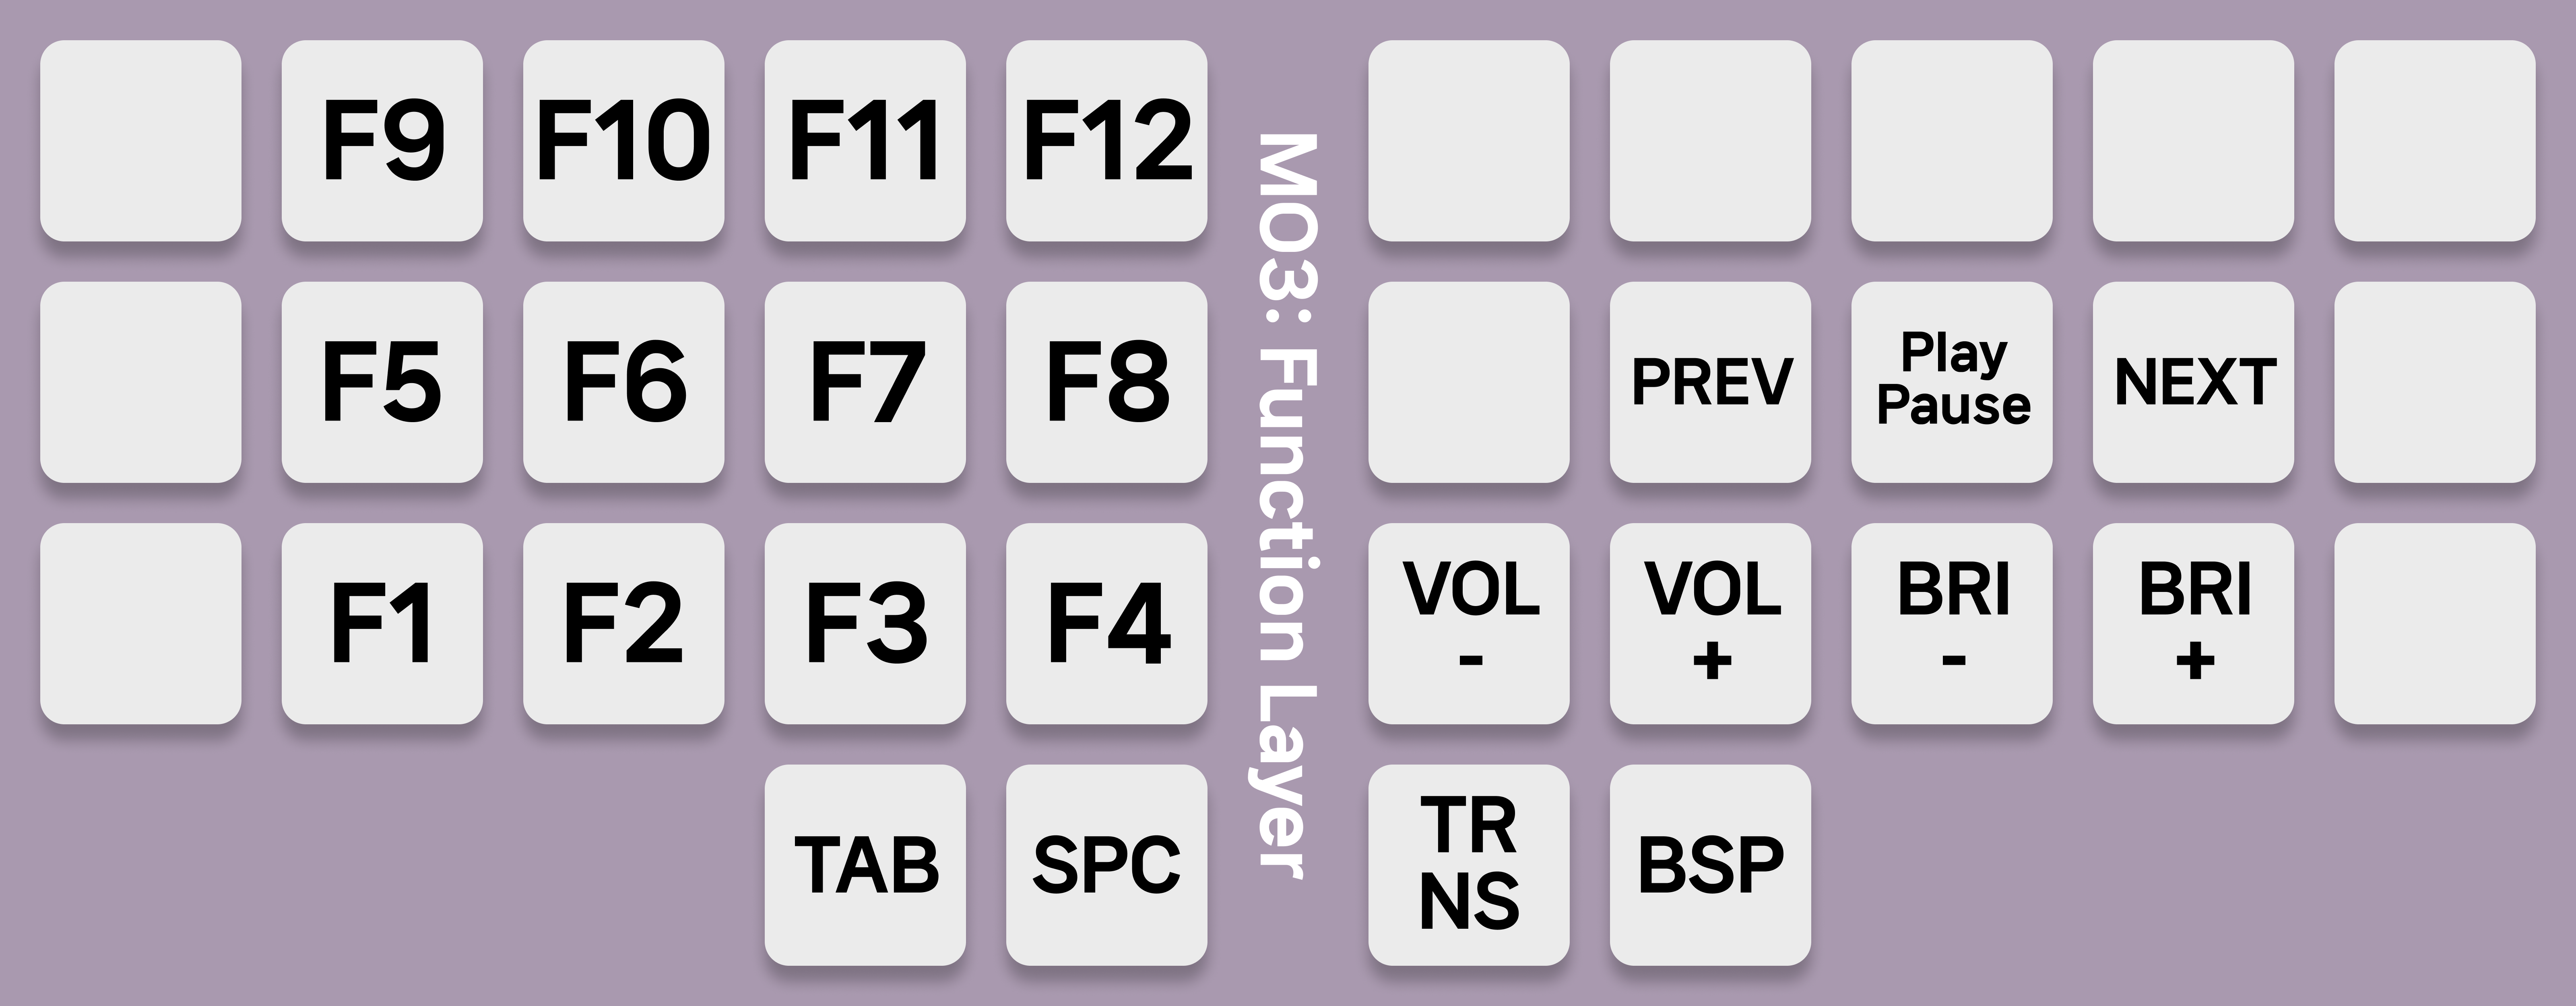 F9 F10 F11 F12
F5 F6 F7 F8
F1 F2 F3 F4
TAB SPC
MO3: Function Layer
PREV
Play
Pause
NEXT
VOL
-
VOL
+
BRI
-
BRI
+
TR
NS
BSP